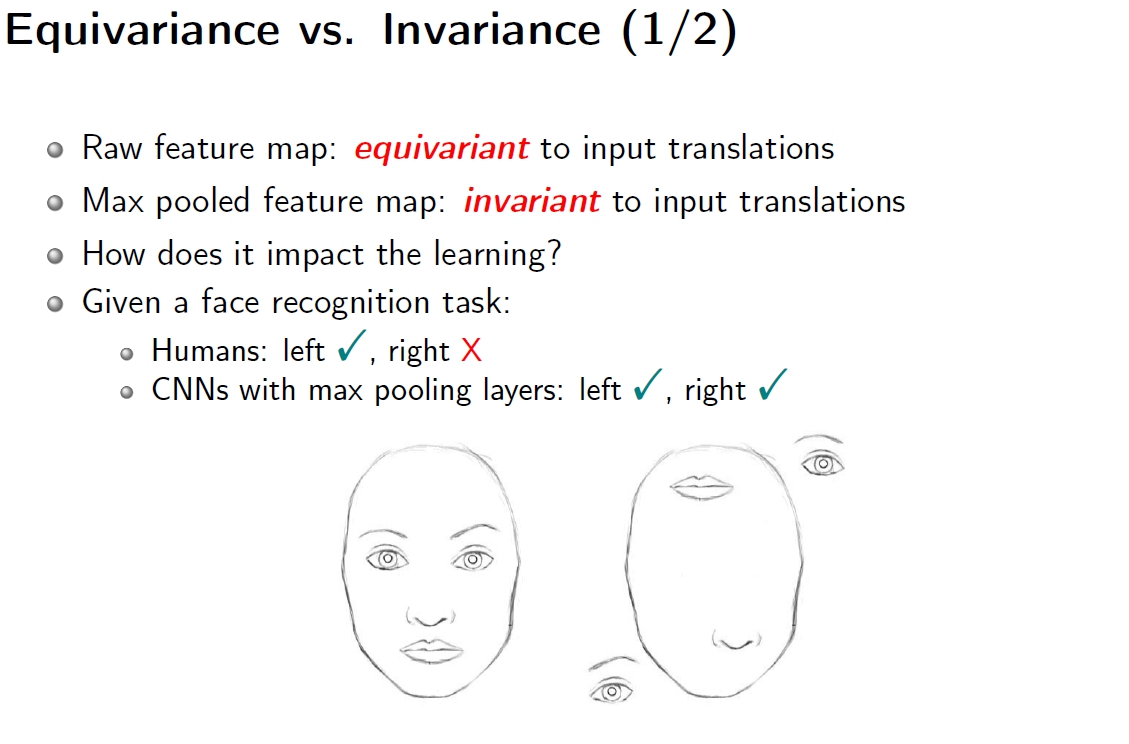 Equivariance vs. Invariance (1/2)
Raw feature map: equivariant to input translations
Max pooled feature map: invariant to input translations
How does it impact the learning?
Given a face recognition task:
Humans: left ✓, right X
CNNs with max pooling layers: left ✓, right ✓